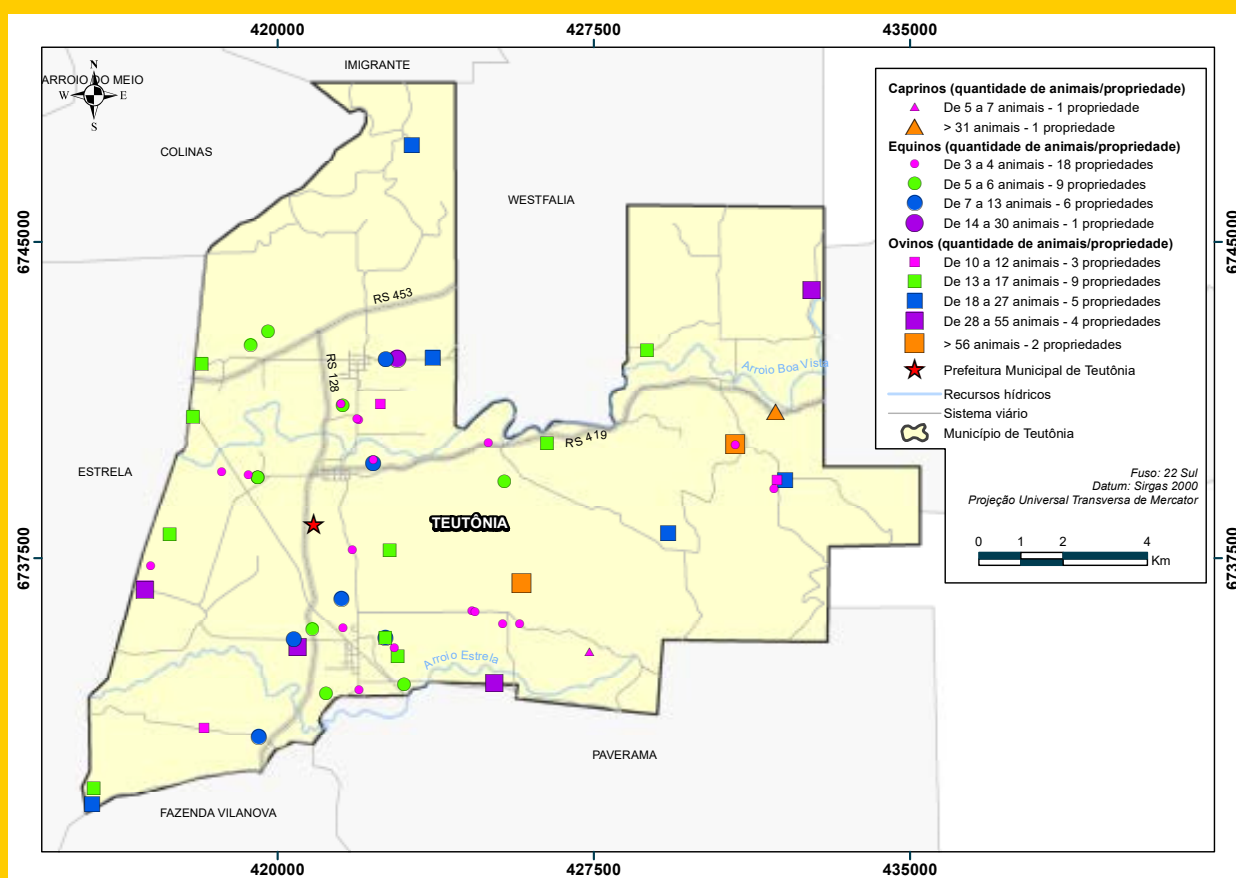 420000
427500
435000
IMIGRANTE
ARROIO DO MEIO
N
W
E
S
COLINAS
WESTFALIA
6745000
6745000
RS 453
RS 128
Arroio Boa Vista
RS 419
ESTRELA
TEUTÔNIA
6737500
6737500
Arroio Estrela
PAVERAMA
FAZENDA VILANOVA
420000
427500
435000
Caprinos (quantidade de animais/propriedade)
De 5 a 7 animais - 1 propriedade
> 31 animais - 1 propriedade
Equinos (quantidade de animais/propriedade)
De 3 a 4 animais - 18 propriedades
De 5 a 6 animais - 9 propriedades
De 7 a 13 animais - 6 propriedades
De 14 a 30 animais - 1 propriedade
Ovinos (quantidade de animais/propriedade)
De 10 a 12 animais - 3 propriedades
De 13 a 17 animais - 9 propriedades
De 18 a 27 animais - 5 propriedades
De 28 a 55 animais - 4 propriedades
> 56 animais - 2 propriedades
Prefeitura Municipal de Teutônia
Recursos hídricos
Sistema viário
Município de Teutônia
Fuso: 22 Sul
Datum: Sirgas 2000
Projeção Universal Transversa de Mercator
0 1 2 4
Km